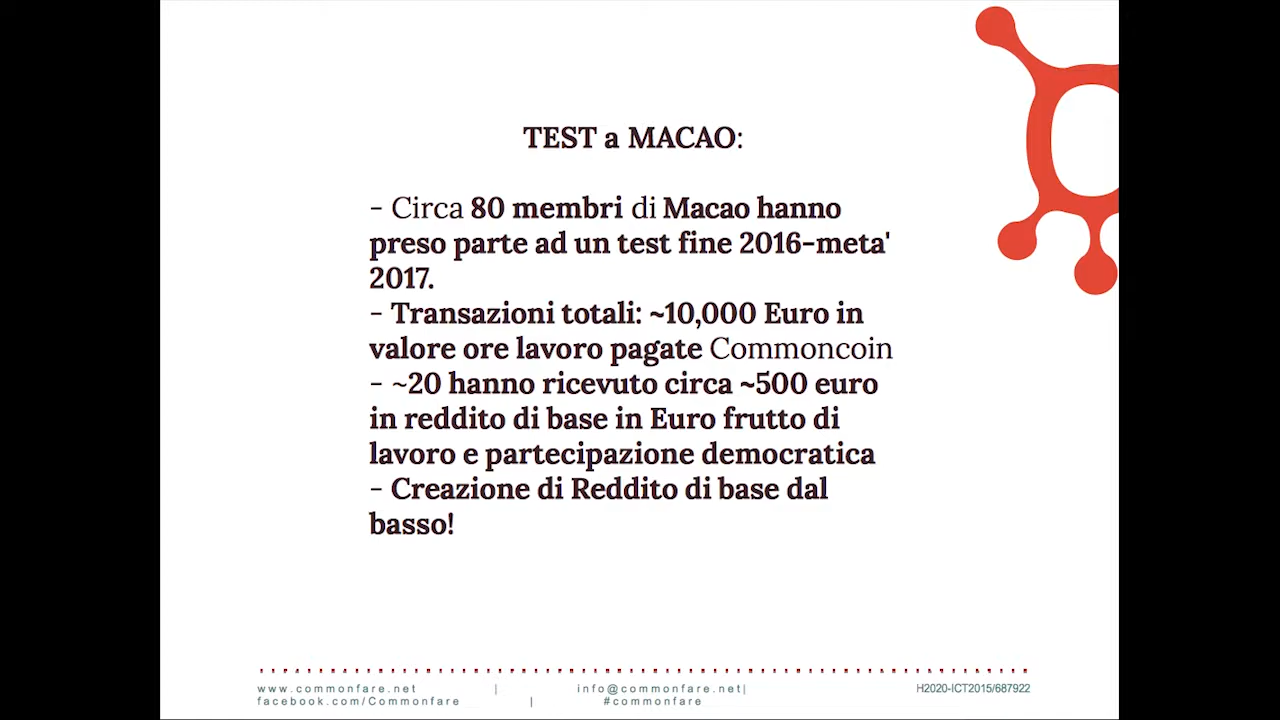 TEST a MACAO:
- Circa 80 membri di Macao hanno
preso parte ad un test fine 2016-meta'
2017.
- Transazioni totali: ~10,000 Euro in
valore ore lavoro pagate Commoncoin
- ~20 hanno ricevuto circa ~500 euro
in reddito di base in Euro frutto di
lavoro e partecipazione democratica
- Creazione di Reddito di base dal
basso!
www.commonfare.net | info@commonfare.net| H2020-ICT2015/687922
facebook.com/Commonfare | #commonfare